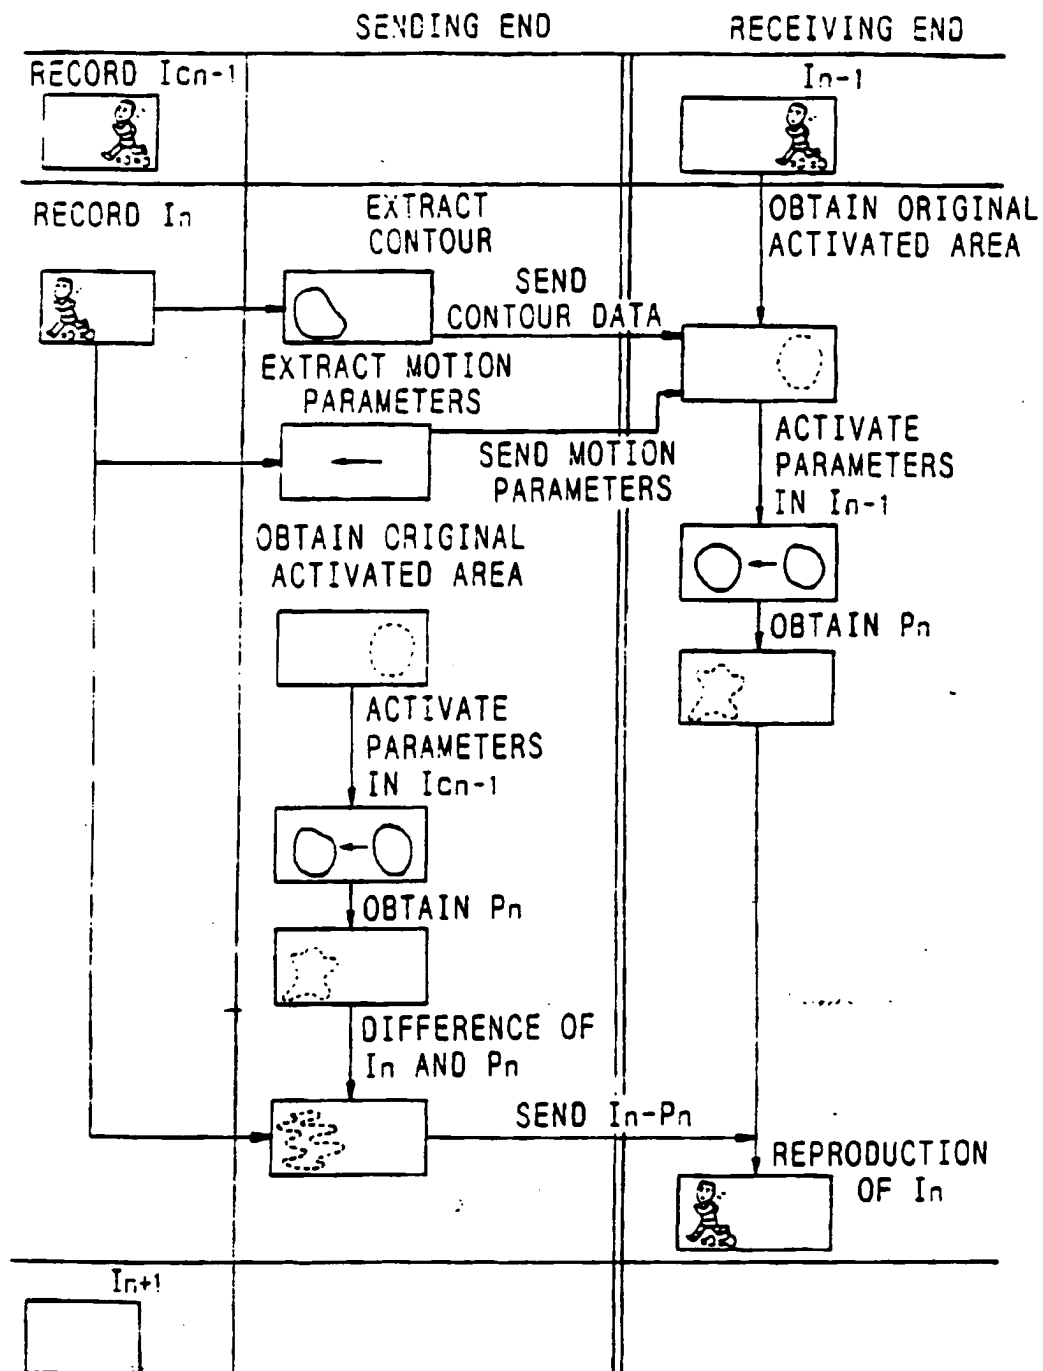 SENDING END
RECEIVING END
RECORD Icn-1
In-1
RECORD In
EXTRACT
CONTOUR
OBTAIN ORIGINAL
ACTIVATED AREA
SEND
CONTOUR DATA
EXTRACT MOTION
PARAMETERS
SEND MOTION
PARAMETERS
ACTIVATE
PARAMETERS
IN In-1
OBTAIN ORIGINAL
ACTIVATED AREA
OBTAIN Pn
ACTIVATE
PARAMETERS
IN Icn-1
OBTAIN Pn
DIFFERENCE OF
In AND Pn
SEND In-Pn
REPRODUCTION
OF In
In+1